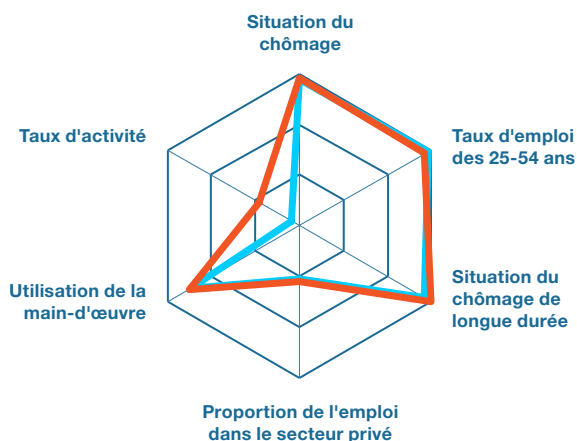 Situation du
chômage
Taux d'emploi
des 25-54 ans
Situation du
chômage de
longue durée
Proportion de l'emploi
dans le secteur privé
Utilisation de la
main-d'œuvre
Taux d'activité